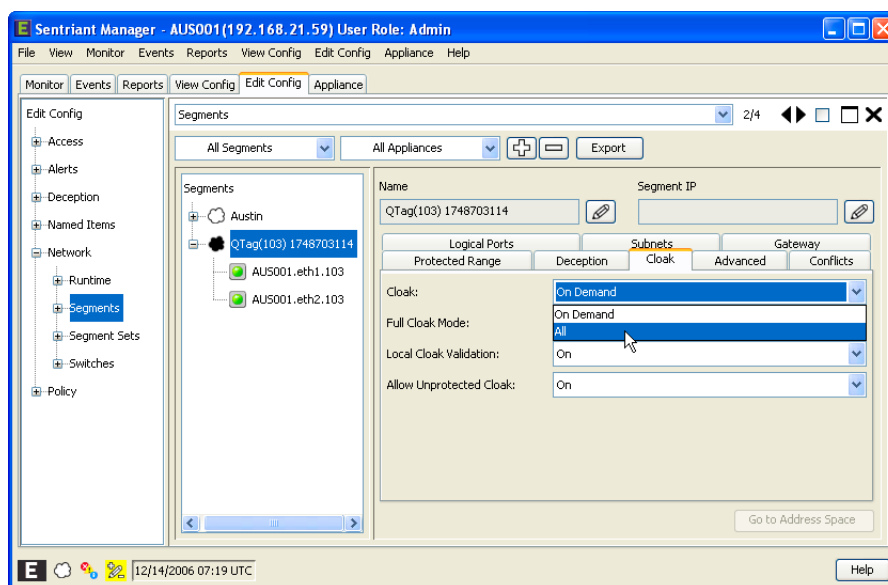 Sentriant Manager - AUS001(192.168.21.59) User Role: Admin
File View Monitor Events Reports View Config Edit Config Appliance Help
Monitor Events Reports View Config Edit Config Appliance
Edit Config
Access
Alerts
Deception
Named Items
Network
Runtime
Segments
Segment Sets
Switches
Policy
Segments 2/4
All Segments All Appliances Export
Segments
Austin
QTag(103) 1748703114
AUS001.eth1.103
AUS001.eth2.103
Name Segment IP
QTag(103) 1748703114
Logical Ports Subnets Gateway
Protected Range Deception Cloak Advanced Conflicts
Cloak: On Demand
On Demand
All
Full Cloak Mode:
Local Cloak Validation: On
Allow Unprotected Cloak: On
Go to Address Space
E 12/14/2006 07:19 UTC Help